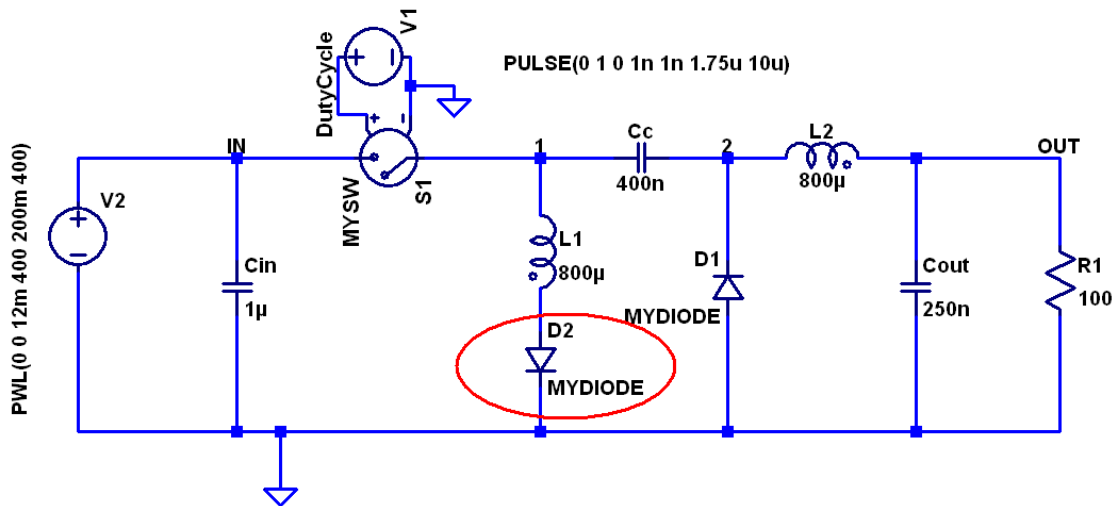 V1
DutyCycle
PULSE(0 1 0 1n 1n 1.75u 10u)
+ -
IN
MYSW
S1
1
Cc
400n
2
L2
800µ
OUT
PWL(0 0 12m 400 200m 400)
V2
Cin
1µ
L1
800µ
D2
MYDIODE
D1
MYDIODE
Cout
250n
R1
100